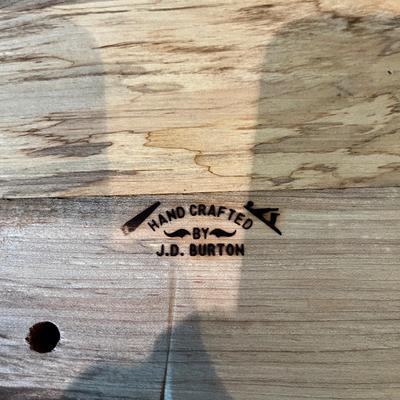 HAND CRAFTED
BY
J.D. BURTON